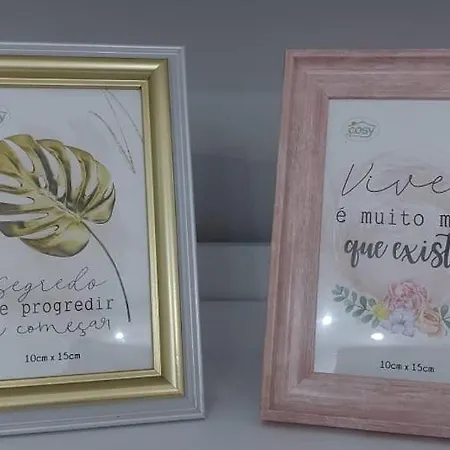 Segredo
e progredir
começar
10cm x 15cm
cosy
Vive
é muito m
que exist
10cm x 15cm